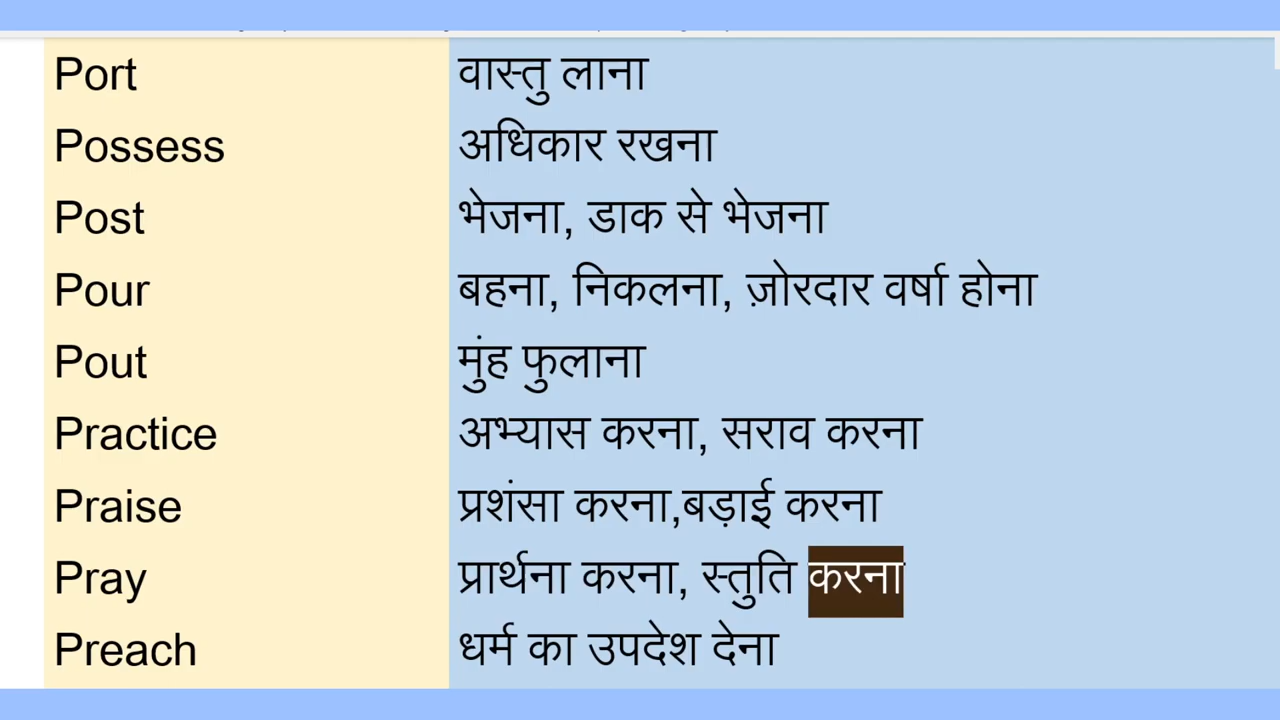 Port वास्तु लाना
Possess अधिकार रखना
Post भेजना, डाक से भेजना
Pour बहना, निकलना, ज़ोरदार वर्षा होना
Pout मुंह फुलाना
Practice अभ्यास करना, सराव करना
Praise प्रशंसा करना,बड़ाई करना
Pray प्रार्थना करना, स्तुति करना
Preach धर्म का उपदेश देना